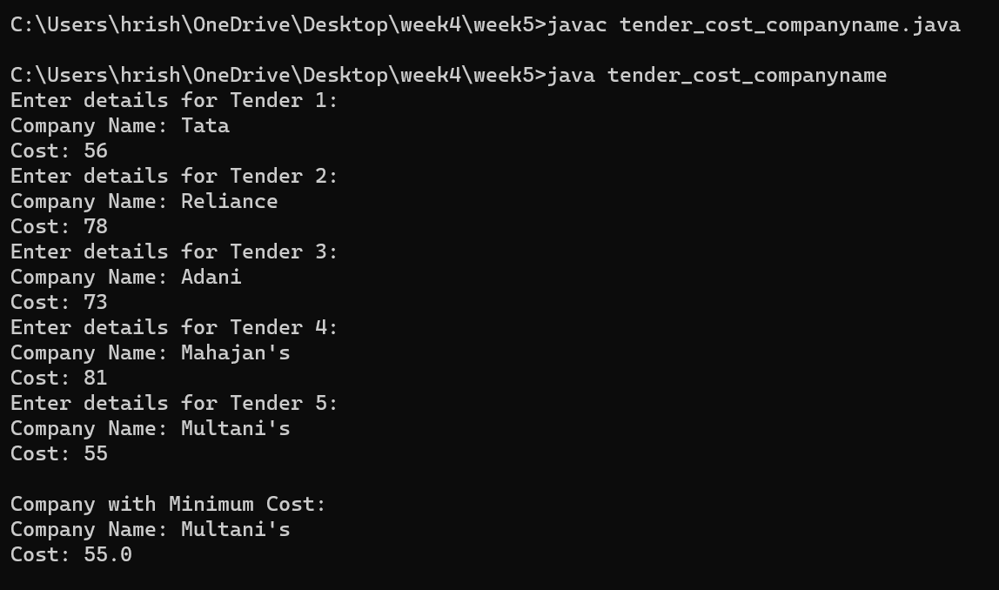 C:\Users\hrish\OneDrive\Desktop\week4\week5>javac tender_cost_companyname.java
C:\Users\hrish\OneDrive\Desktop\week4\week5>java tender_cost_companyname
Enter details for Tender 1:
Company Name: Tata
Cost: 56
Enter details for Tender 2:
Company Name: Reliance
Cost: 78
Enter details for Tender 3:
Company Name: Adani
Cost: 73
Enter details for Tender 4:
Company Name: Mahajan's
Cost: 81
Enter details for Tender 5:
Company Name: Multani's
Cost: 55
Company with Minimum Cost:
Company Name: Multani's
Cost: 55.0